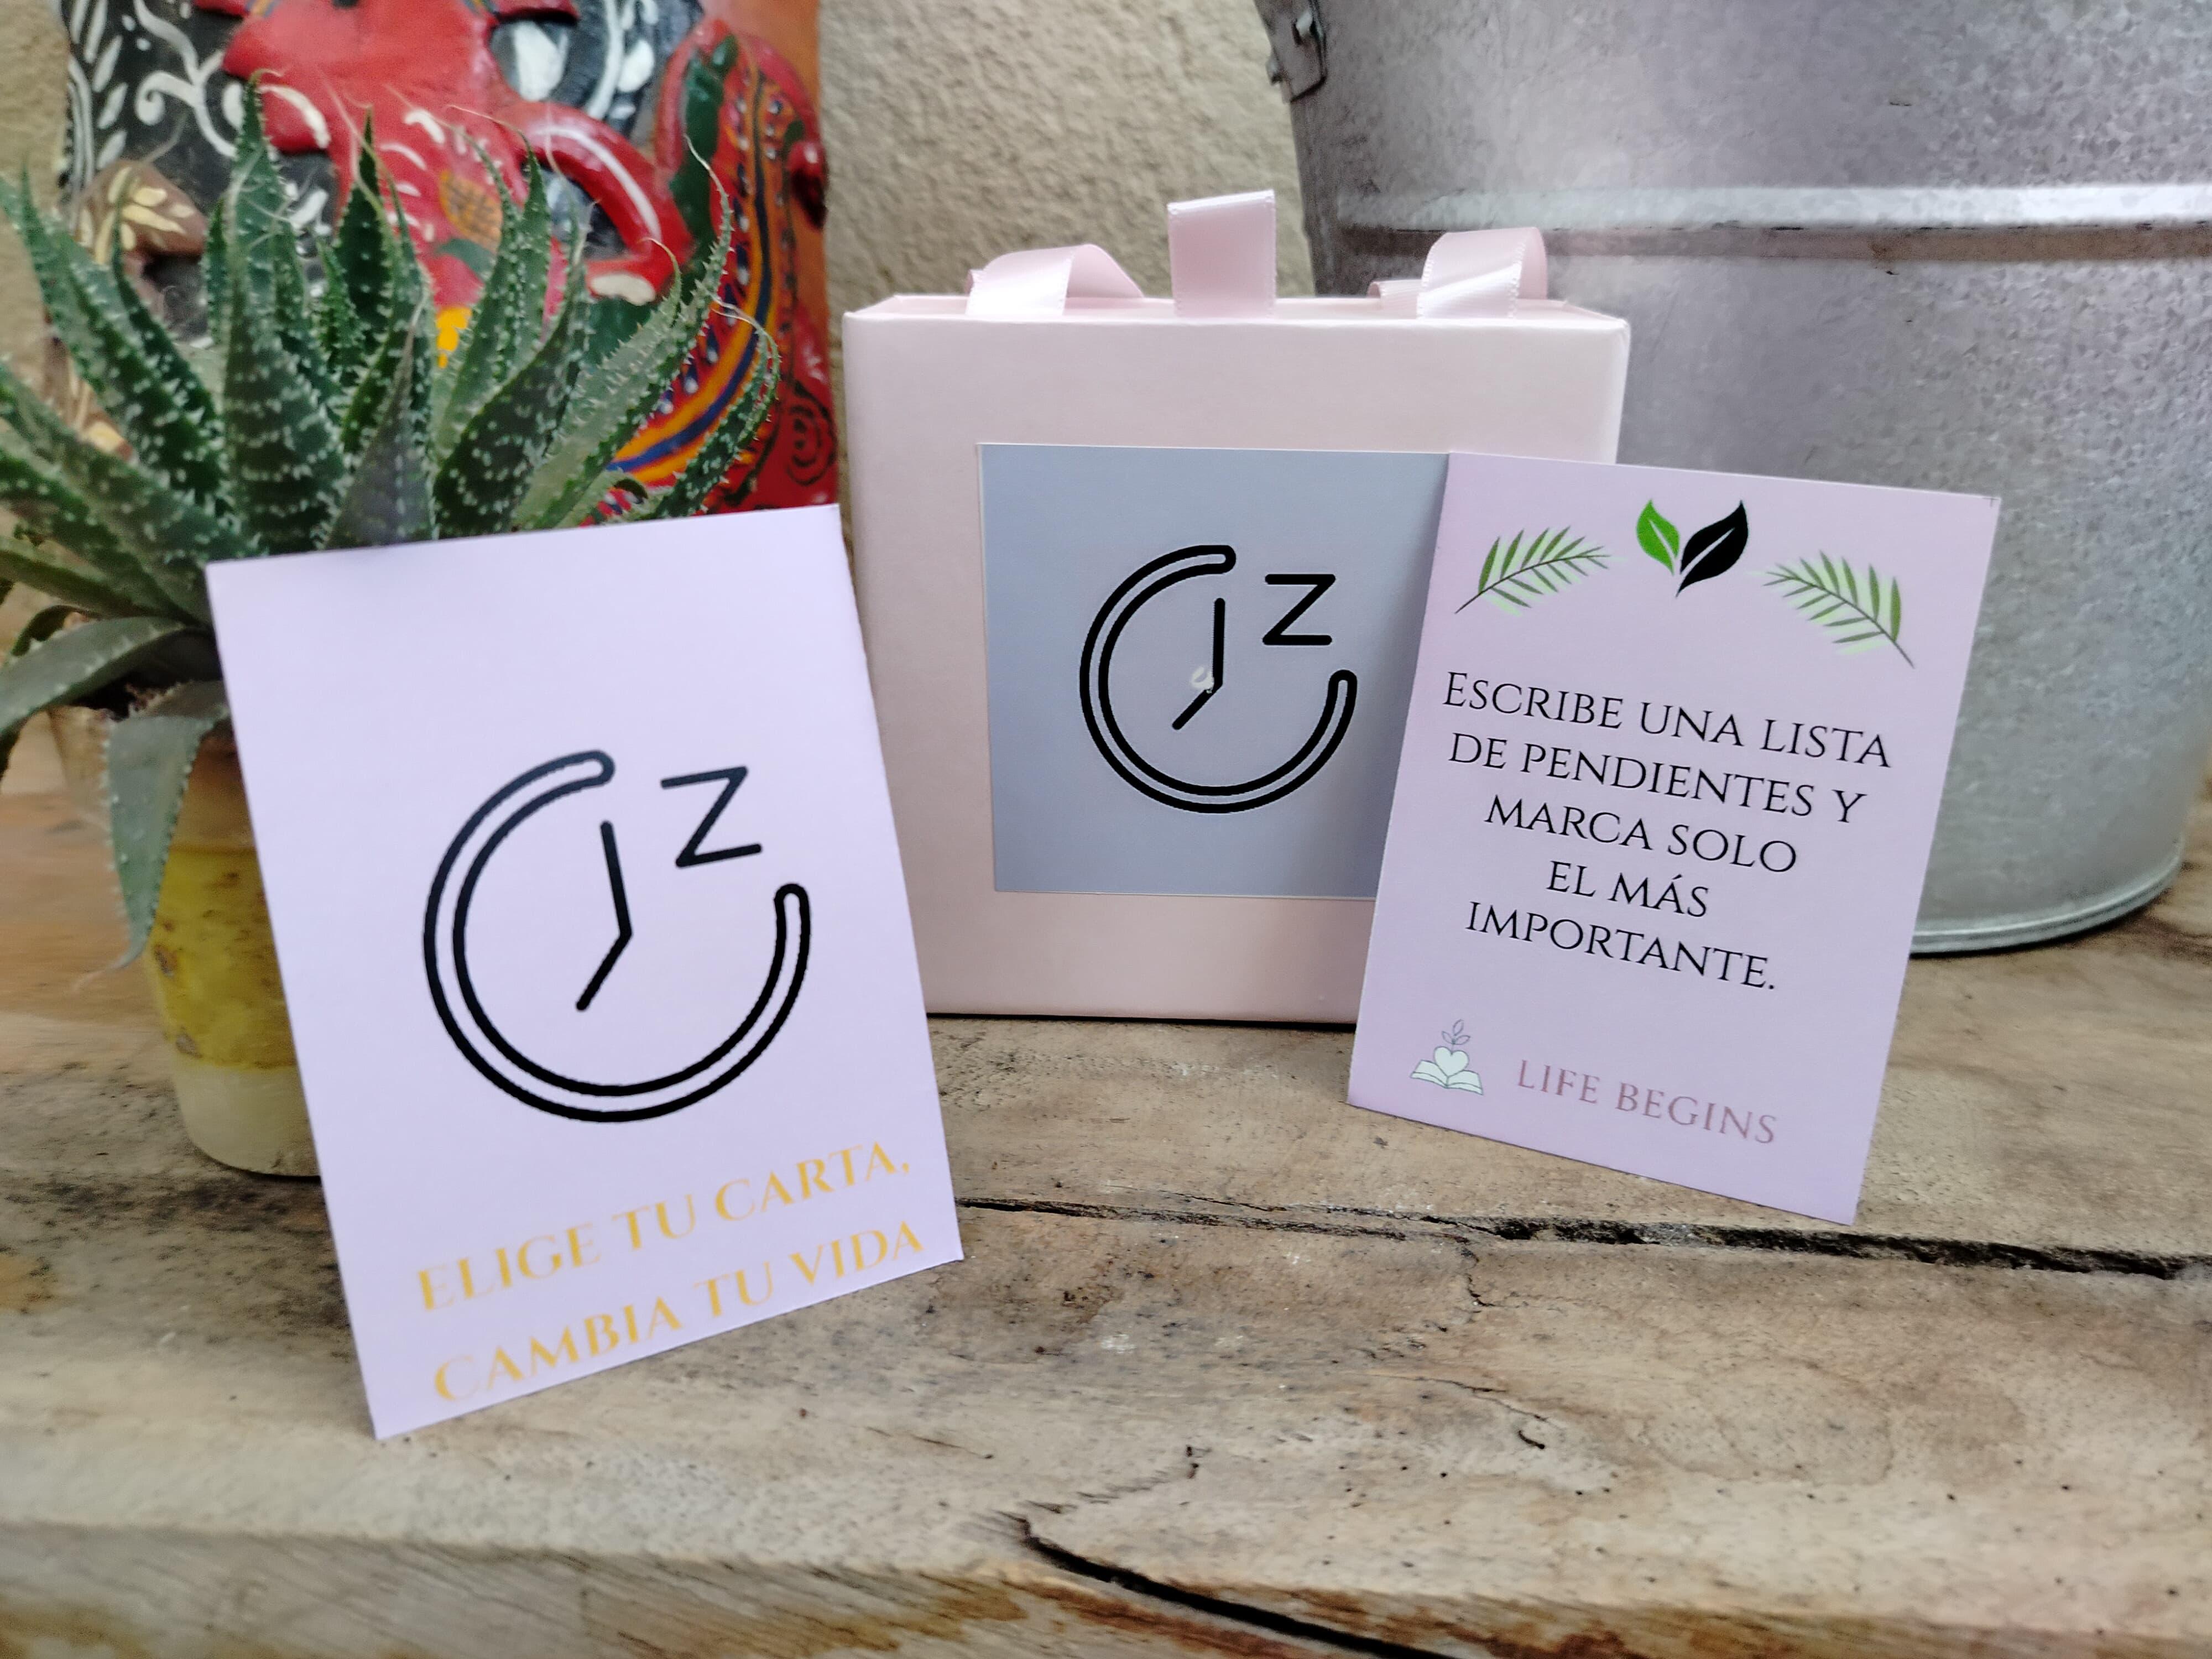 Z
ELIGE TU CARTA,
CAMBIA TU VIDA
Z
ESCRIBE UNA LISTA
DE PENDIENTES Y
MARCA SOLO
EL MÁS
IMPORTANTE.
LIFE BEGINS